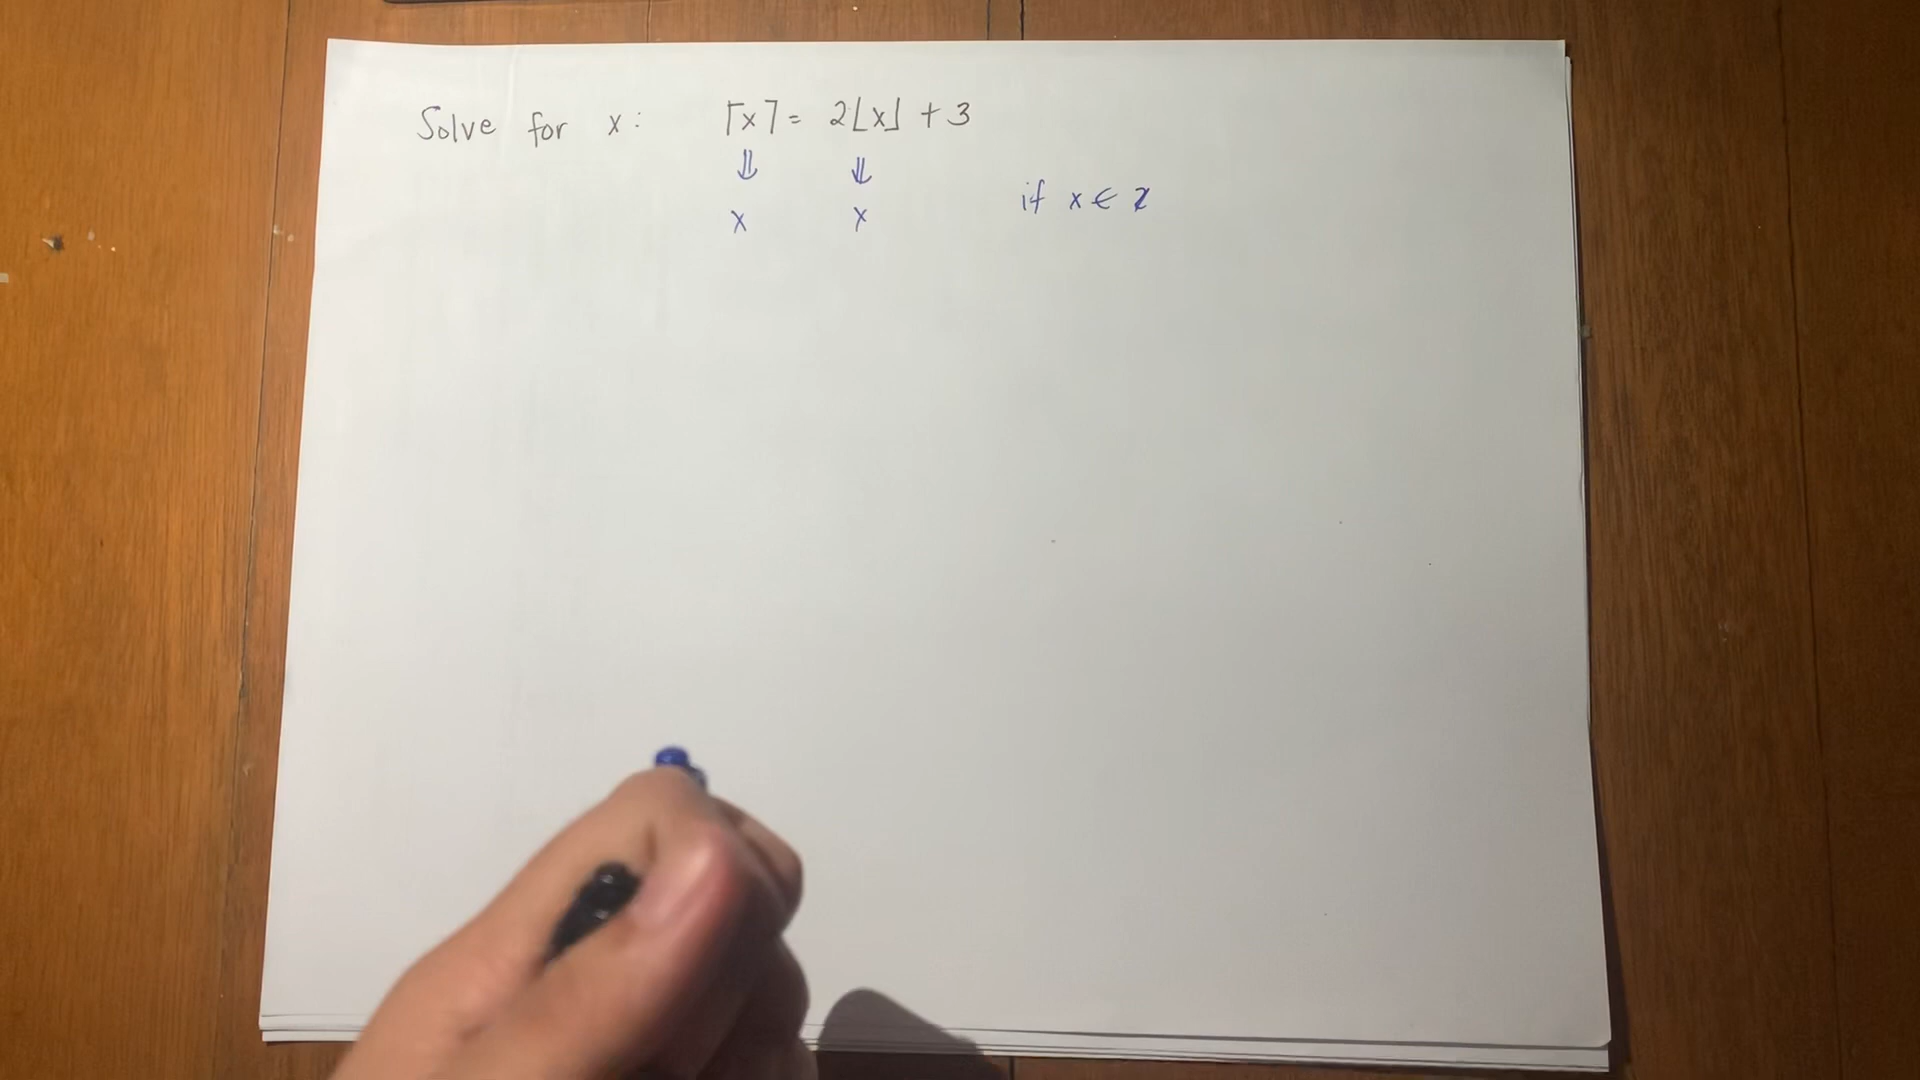 Solve for x: ⌈x⌉ = 2⌊x⌋ + 3
⇓ ⇓
x x if x ∈ ℤ